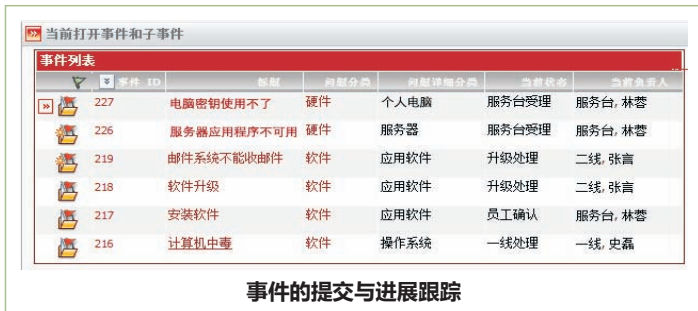 当前打开事件和子事件
事件列表
事件 ID 标题 问题分类 问题详细分类 当前状态 当前负责人
227 电脑密钥使用不了 硬件 个人电脑 服务台受理 服务台, 林蓉
226 服务器应用程序不可用 硬件 服务器 服务台受理 服务台, 林蓉
219 邮件系统不能收邮件 软件 应用软件 升级处理 二线, 张言
218 软件升级 软件 应用软件 升级处理 二线, 张言
217 安装软件 软件 应用软件 员工确认 服务台, 林蓉
216 计算机中毒 软件 操作系统 一线处理 一线, 史磊
事件的提交与进展跟踪